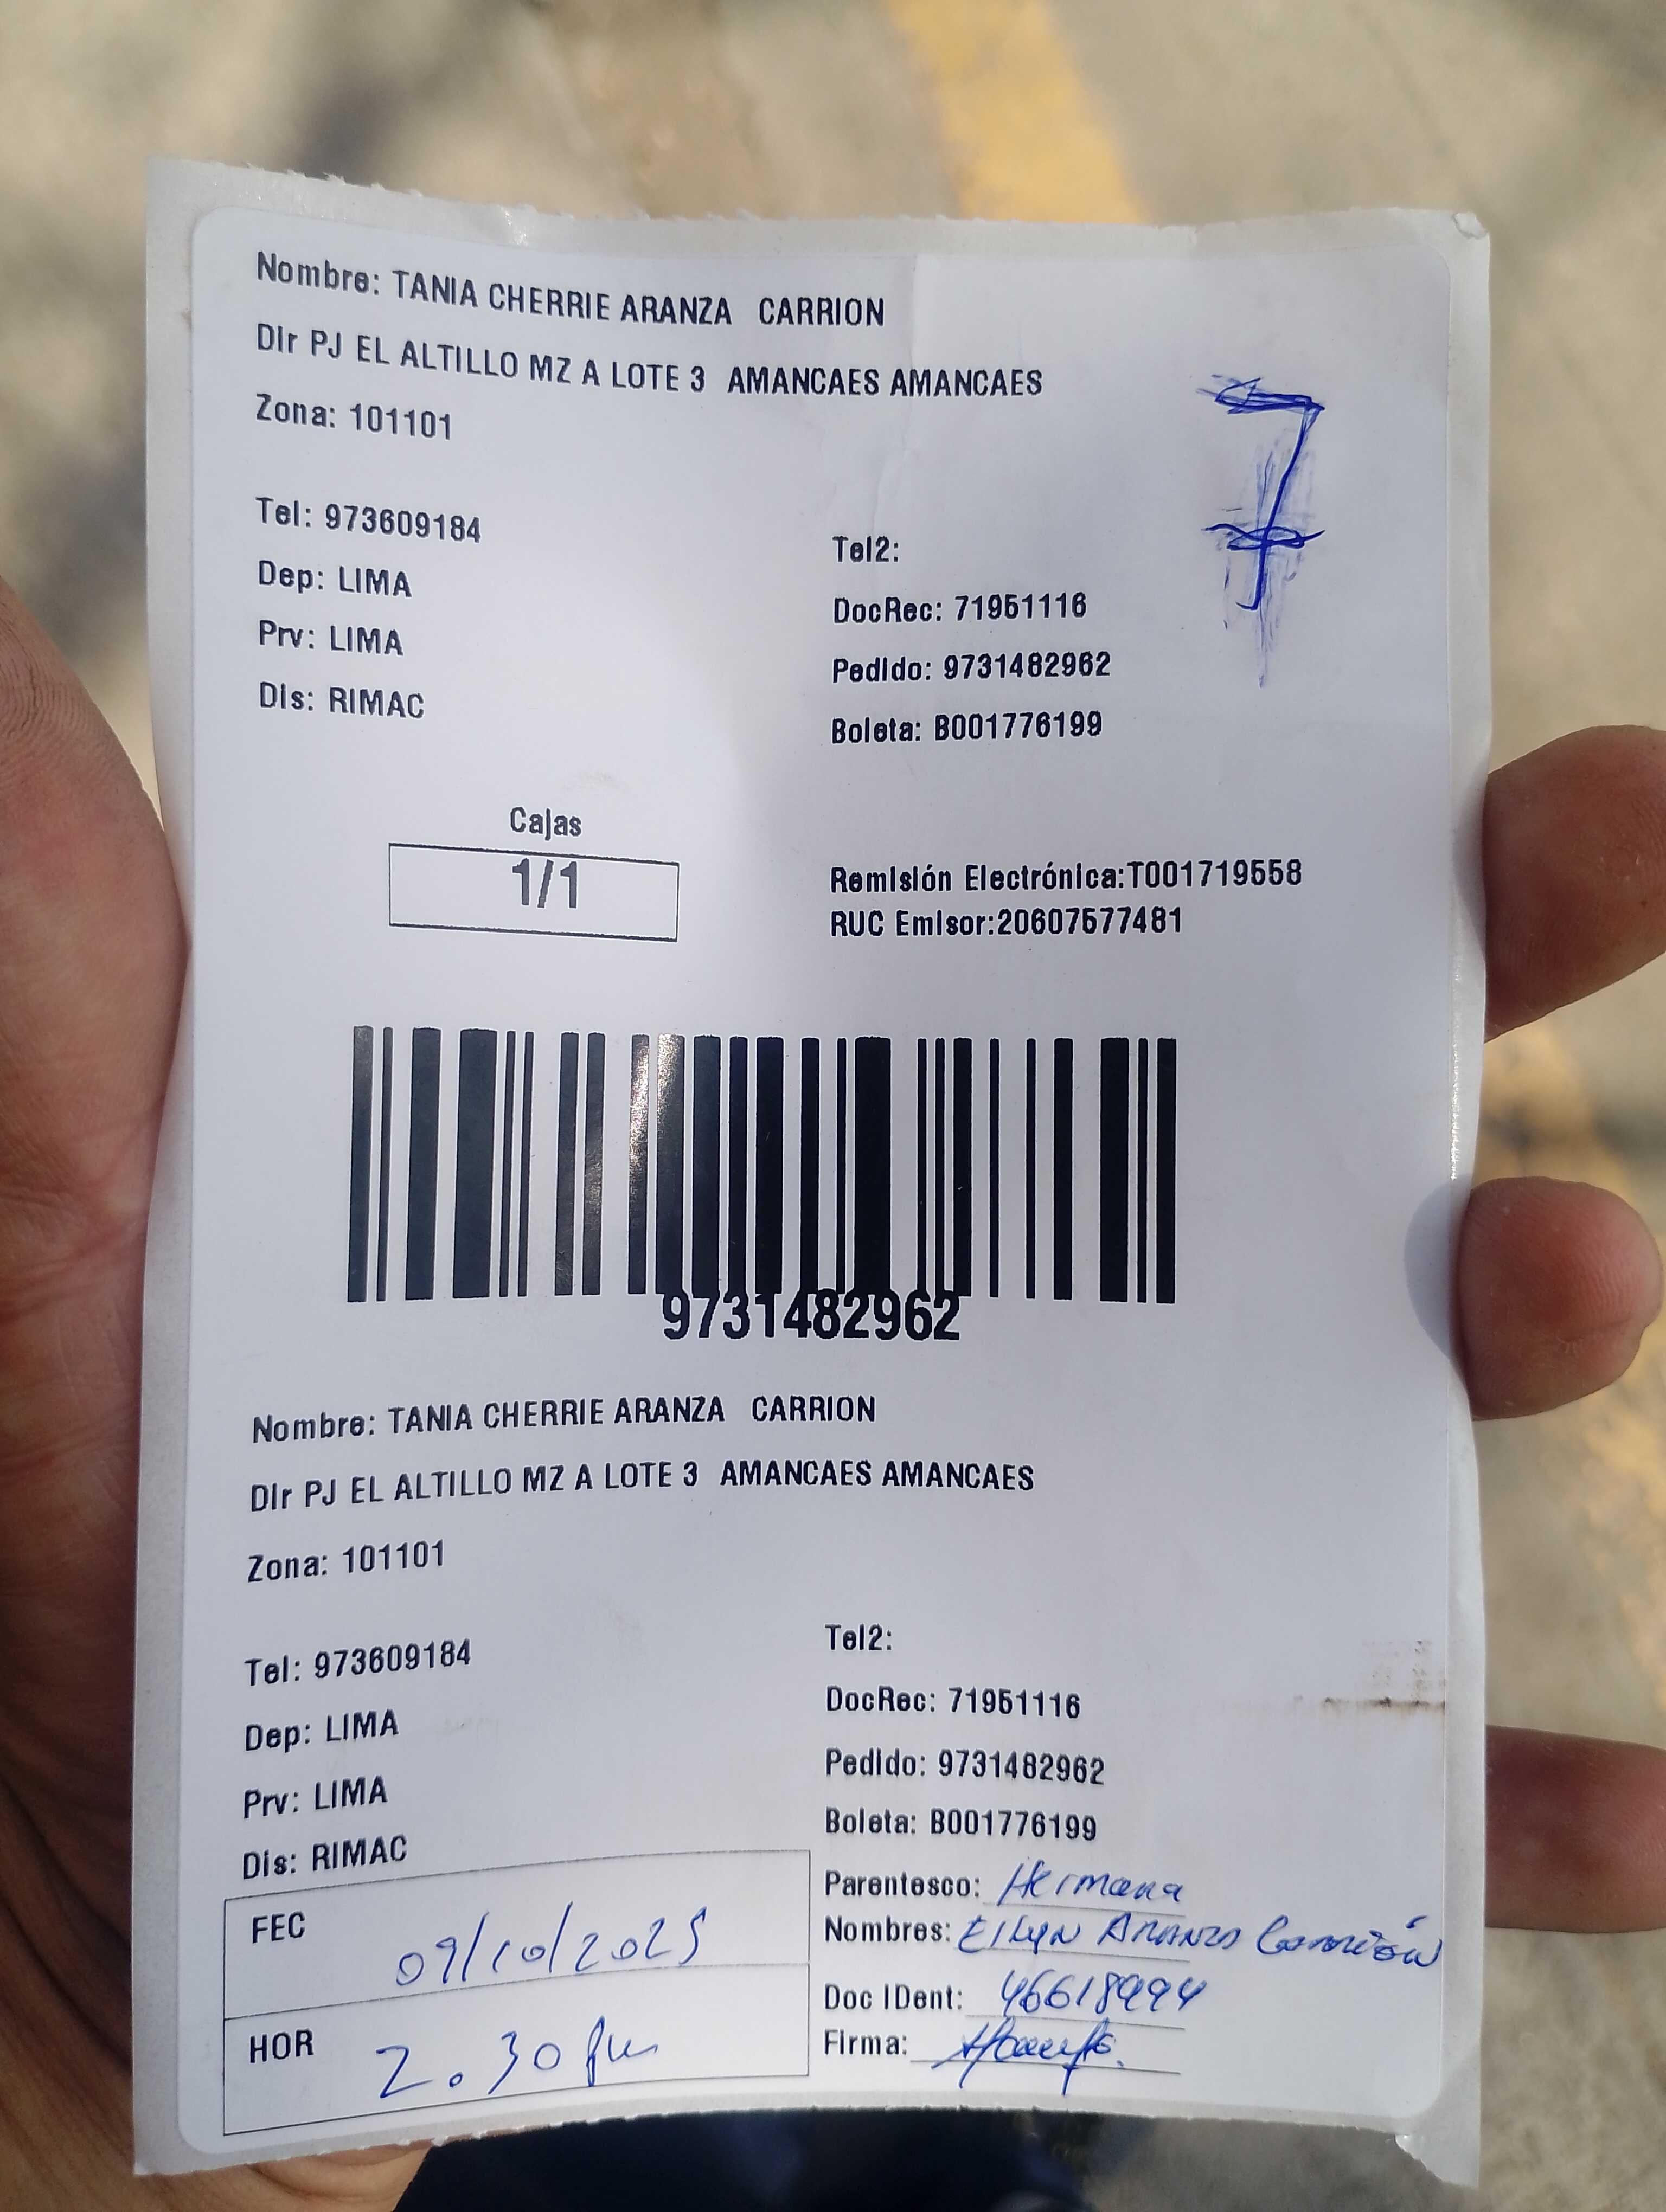 Nombre: TANIA CHERRIE ARANZA CARRION
Dir PJ EL ALTILLO MZ A LOTE 3 AMANCAES AMANCAES
Zona: 101101
7
Tel: 973609184
Tel2:
Dep: LIMA
DocRec: 71951116
Prv: LIMA
Pedido: 9731482962
Dis: RIMAC
Boleta: B001776199
Cajas
1/1
Remisión Electrónica:T001719558
RUC Emisor:20607577481
9731482962
Nombre: TANIA CHERRIE ARANZA CARRION
Dir PJ EL ALTILLO MZ A LOTE 3 AMANCAES AMANCAES
Zona: 101101
Tel: 973609184
Tel2:
Dep: LIMA
DocRec: 71951116
Prv: LIMA
Pedido: 9731482962
Dis: RIMAC
Boleta: B001776199
FEC 09/10/2025
HOR 2.30 pm
Parentesco: Hermana
Nombres: Eilyn Aranza Carrión
Doc IDent: 46618994
Firma: